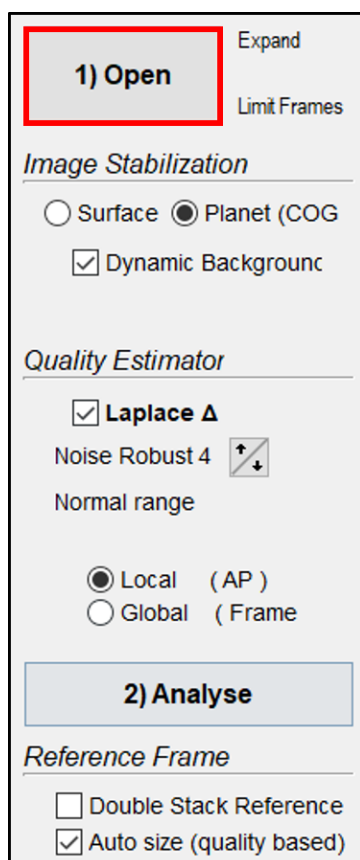 Expand
1) Open
Limit Frames
Image Stabilization
Surface Planet (COG
Dynamic Background
Quality Estimator
Laplace Δ
Noise Robust 4
Normal range
Local (AP )
Global ( Frame
2) Analyse
Reference Frame
Double Stack Reference
Auto size (quality based)